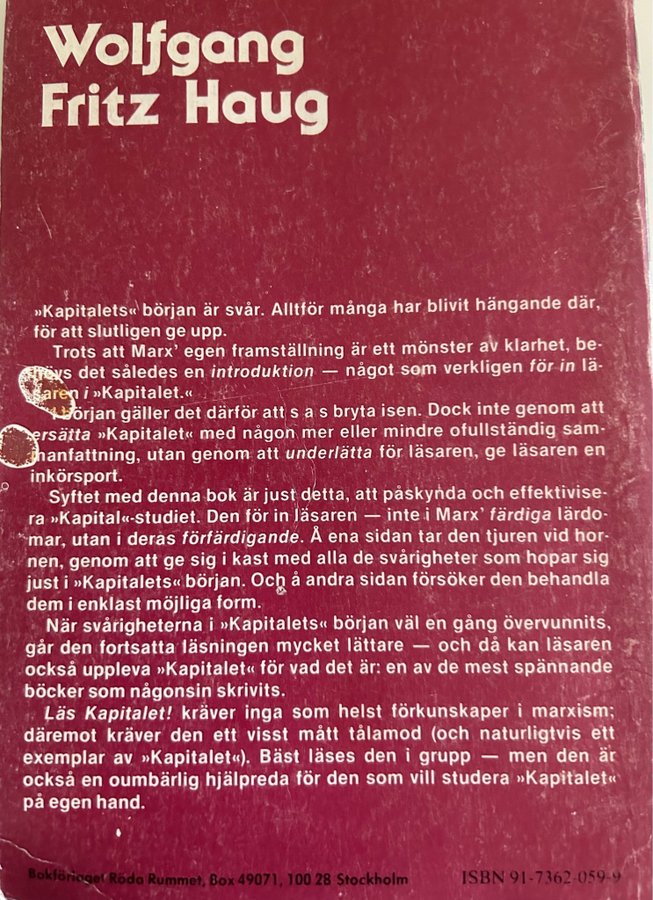 Wolfgang
Fritz Haug
»Kapitalets« början är svår. Alltför många har blivit hängande där,
för att slutligen ge upp.
Trots att Marx' egen framställning är ett mönster av klarhet, be-
hövs det således en introduktion — något som verkligen för in lä-
saren i »Kapitalet.«
början gäller det därför att s a s bryta isen. Dock inte genom att
ersätta »Kapitalet« med någon mer eller mindre ofullständig sam-
manfattning, utan genom att underlätta för läsaren, ge läsaren en
inkörsport.
Syftet med denna bok är just detta, att påskynda och effektivise-
ra »Kapital«-studiet. Den för in läsaren — inte i Marx' färdiga lärdo-
mar, utan i deras förfärdigande. Å ena sidan tar den tjuren vid hor-
nen, genom att ge sig i kast med alla de svårigheter som hopar sig
just i »Kapitalets« början. Och å andra sidan försöker den behandla
dem i enklast möjliga form.
När svårigheterna i »Kapitalets« början väl en gång övervunnits,
går den fortsatta läsningen mycket lättare — och då kan läsaren
också uppleva »Kapitalet« för vad det är: en av de mest spännande
böcker som någonsin skrivits.
Läs Kapitalet! kräver inga som helst förkunskaper i marxism;
däremot kräver den ett visst mått tålamod (och naturligtvis ett
exemplar av »Kapitalet«). Bäst läses den i grupp — men den är
också en oumbärlig hjälpreda för den som vill studera »Kapitalet«
på egen hand.
Bokförlaget Röda Rummet, Box 49071, 100 28 Stockholm
ISBN 91-7362-059-9